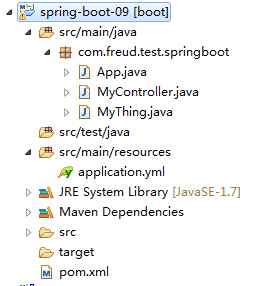 spring-boot-09 [boot]
src/main/java
com.freud.test.springboot
App.java
MyController.java
MyThing.java
src/test/java
src/main/resources
application.yml
JRE System Library [JavaSE-1.7]
Maven Dependencies
src
target
pom.xml